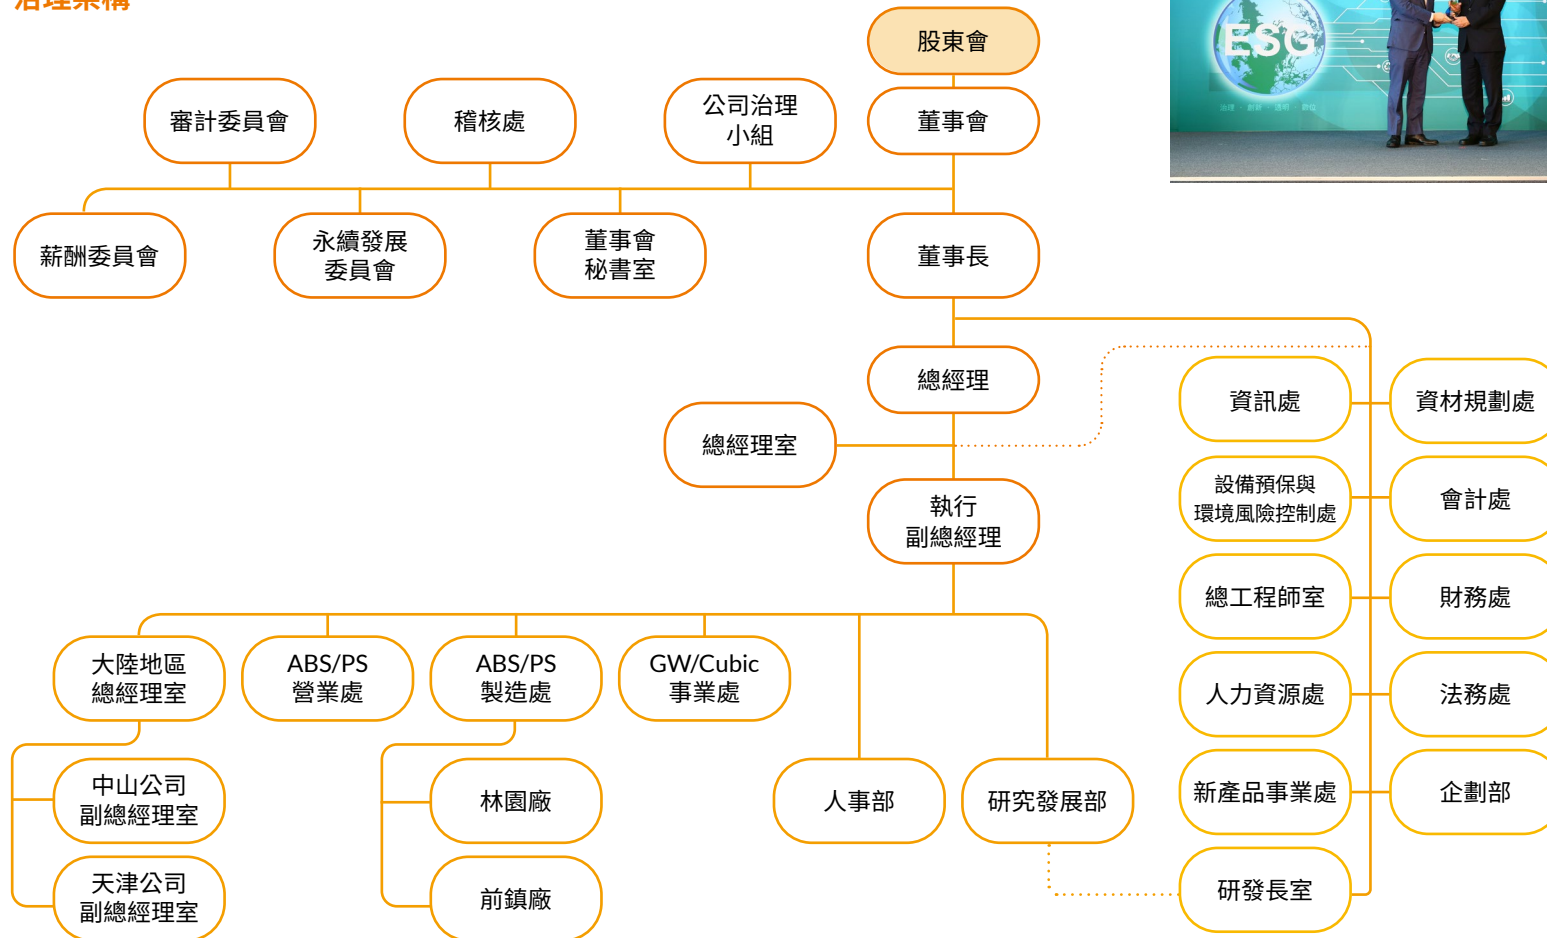 治理架構
ESG
治理 · 創新 · 透明 · 數位
股東會
審計委員會
稽核處
公司治理
小組
董事會
薪酬委員會
永續發展
委員會
董事會
秘書室
董事長
總經理
總經理室
執行
副總經理
資訊處
資材規劃處
設備預保與
環境風險控制處
會計處
總工程師室
財務處
人力資源處
法務處
新產品事業處
企劃部
研發長室
大陸地區
總經理室
ABS/PS
營業處
ABS/PS
製造處
GW/Cubic
事業處
中山公司
副總經理室
林園廠
人事部
研究發展部
天津公司
副總經理室
前鎮廠